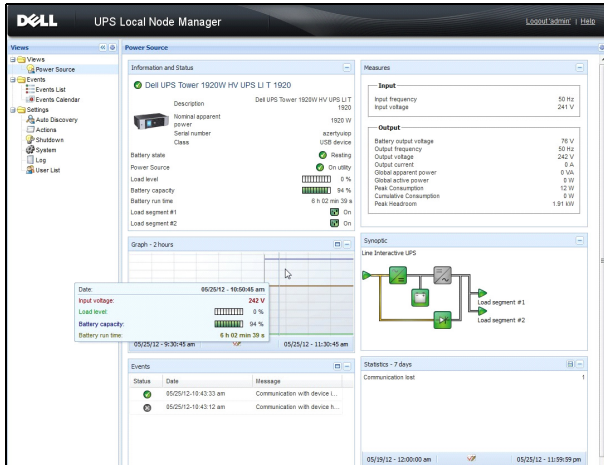 DELL UPS Local Node Manager Logout 'admin' | Help
Views
Views
Power Source
Events
Events List
Events Calendar
Settings
Auto Discovery
Actions
Shutdown
System
Log
User List
Power Source
Information and Status
Dell UPS Tower 1920W HV UPS LI T 1920
Description Dell UPS Tower 1920W HV UPS LI T 1920
Nominal apparent power 1920 W
Serial number azertyuiop
Class USB device
Battery state Resting
Power Source On utility
Load level 0 %
Battery capacity 94 %
Battery run time 6 h 02 min 39 s
Load segment #1 On
Load segment #2 On
Graph - 2 hours
Date: 05/25/12 - 10:50:45 am
Input voltage: 242 V
Load level: 0 %
Battery capacity: 94 %
Battery run time: 6 h 02 min 39 s
05/25/12 - 9:30:45 am 05/25/12 - 11:30:45 am
Events
Status Date Message
05/25/12-10:43:33 am Communication with device i...
05/25/12-10:43:12 am Communication with device h...
Measures
Input
Input frequency 50 Hz
Input voltage 241 V
Output
Battery output voltage 76 V
Output frequency 50 Hz
Output voltage 242 V
Output current 0 A
Global apparent power 0 VA
Global active power 0 W
Peak Consumption 12 W
Cumulative Consumption 0 W
Peak Headroom 1.91 kW
Synoptic
Line Interactive UPS
Load segment #1
Load segment #2
Statistics - 7 days
Communication lost 1
05/19/12 - 12:00:00 am 05/25/12 - 11:59:59 pm